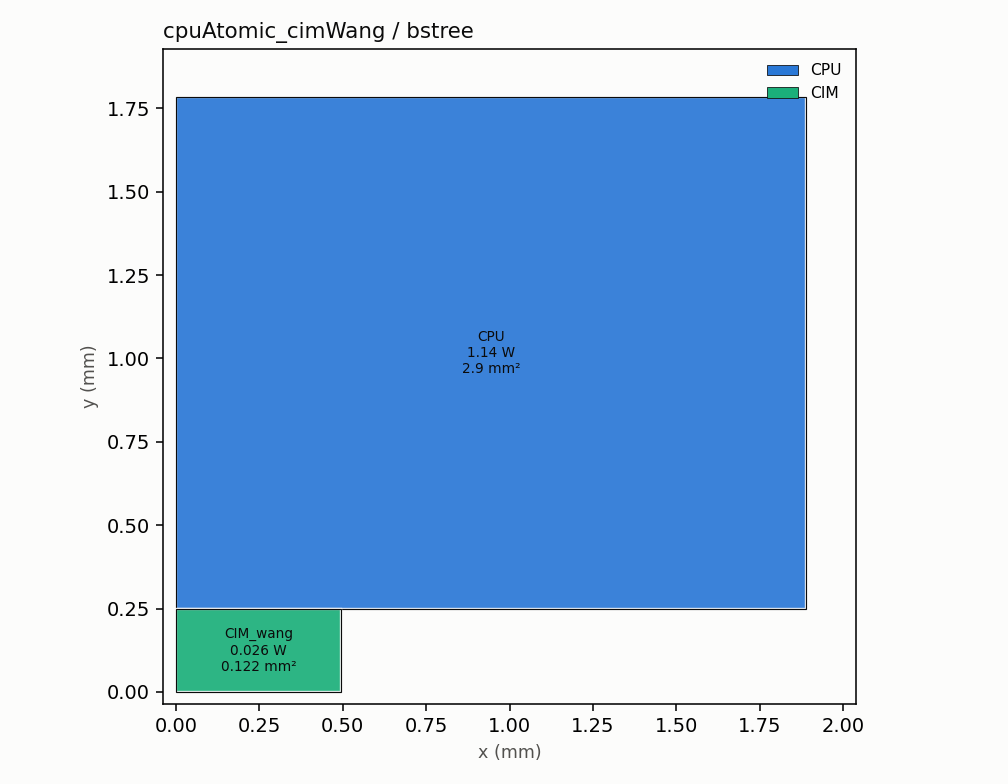 cpuAtomic_cimWang / bstree
CPU
CIM
1.75
1.50
1.25
1.00
0.75
0.50
0.25
0.00
y (mm)
CPU
1.14 W
2.9 mm²
CIM_wang
0.026 W
0.122 mm²
0.00 0.25 0.50 0.75 1.00 1.25 1.50 1.75 2.00
x (mm)